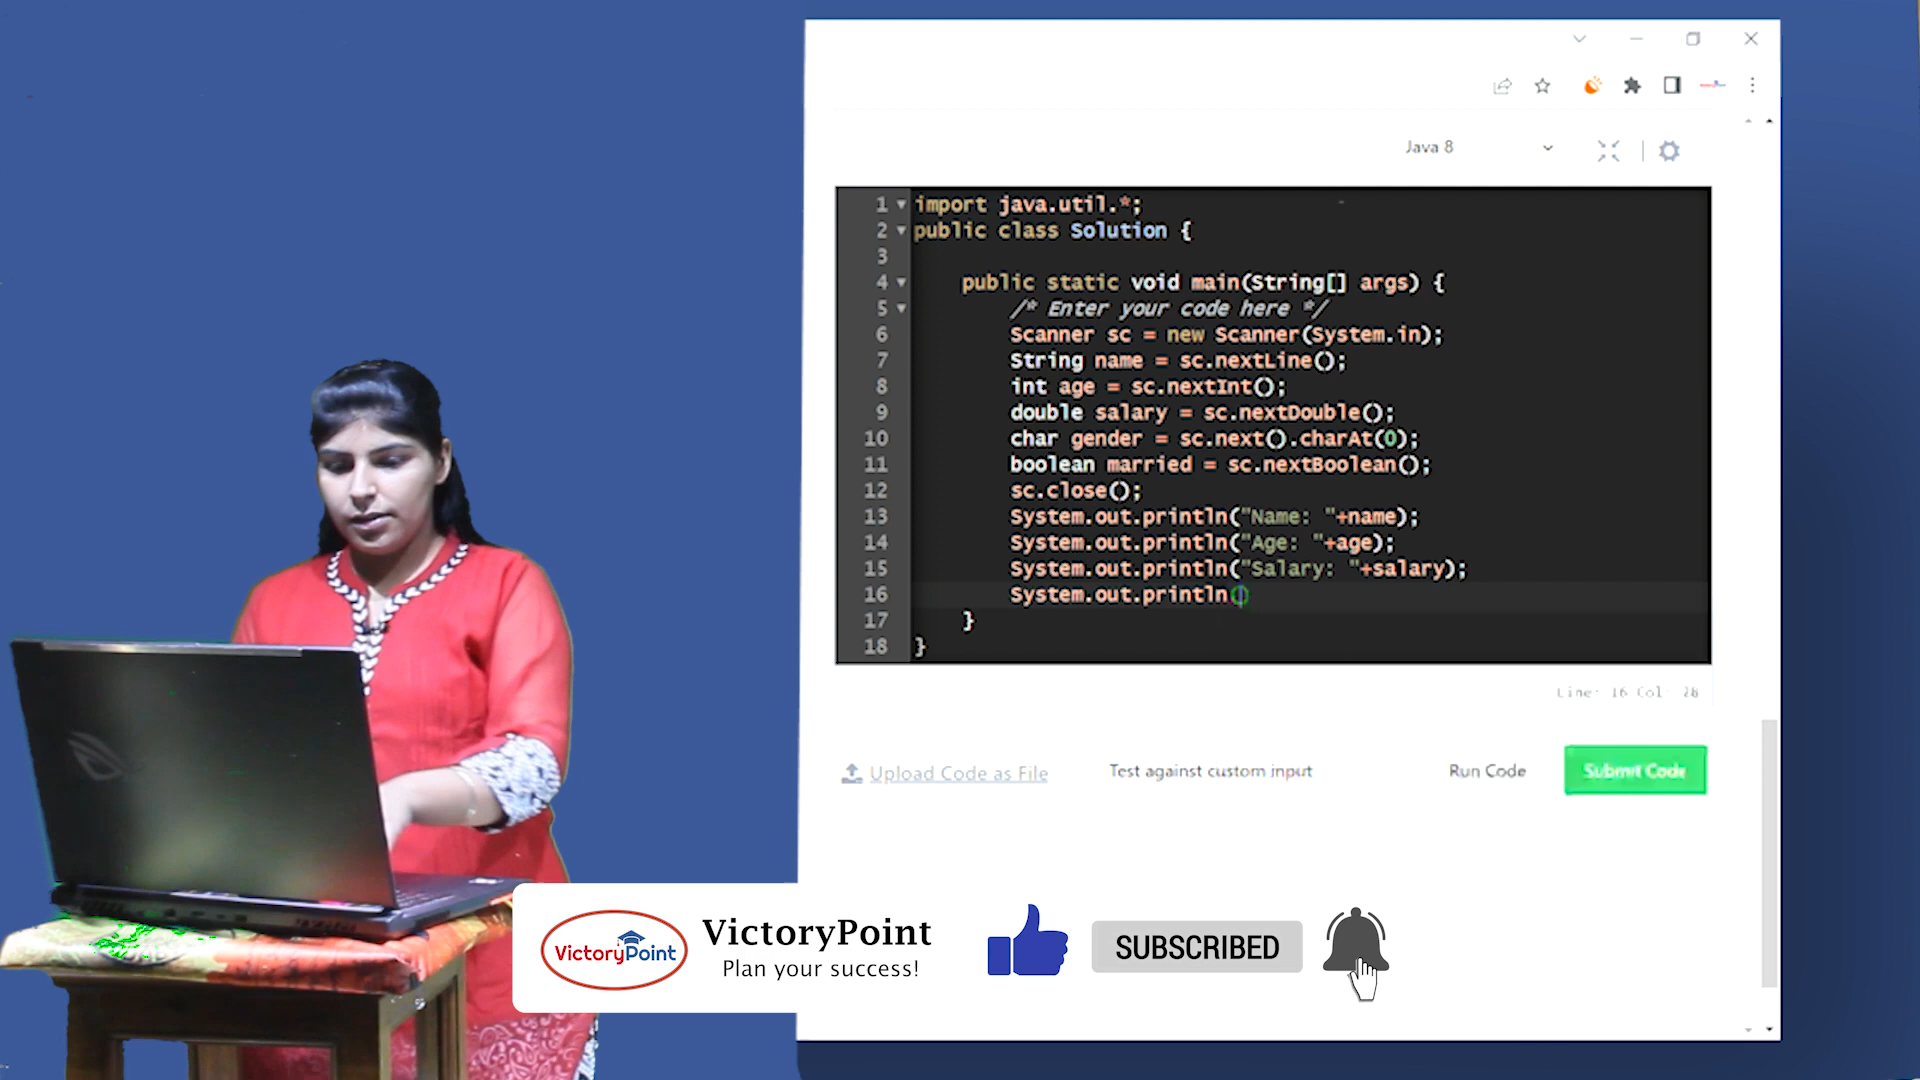 Java 8
1 import java.util.*;
2 public class Solution {
3
4 public static void main(String[] args) {
5 /* Enter your code here */
6 Scanner sc = new Scanner(System.in);
7 String name = sc.nextLine();
8 int age = sc.nextInt();
9 double salary = sc.nextDouble();
10 char gender = sc.next().charAt(0);
11 boolean married = sc.nextBoolean();
12 sc.close();
13 System.out.println("Name: "+name);
14 System.out.println("Age: "+age);
15 System.out.println("Salary: "+salary);
16 System.out.println()
17 }
18 }
Line: 16 Col: 28
Upload Code as File
Test against custom input
Run Code
Submit Code
VictoryPoint
VictoryPoint
Plan your success!
SUBSCRIBED